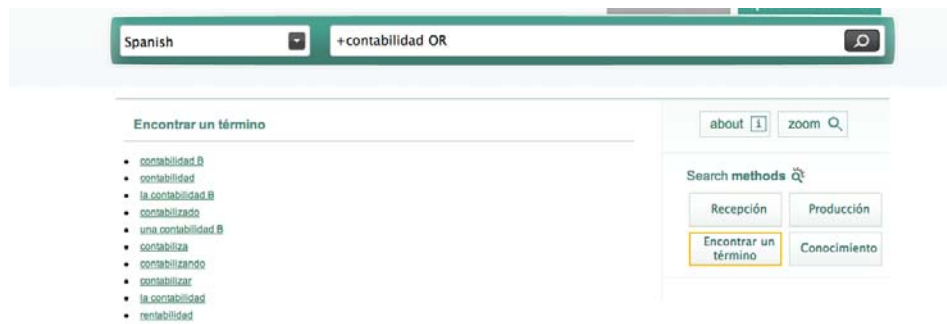 Spanish
+contabilidad OR
Encontrar un término
contabilidad B
contabilidad
la contabilidad B
contabilizado
una contabilidad B
contabiliza
contabilizando
contabilizar
la contabilidad
rentabilidad
about i zoom
Search methods
Recepción
Producción
Encontrar un
término
Conocimiento